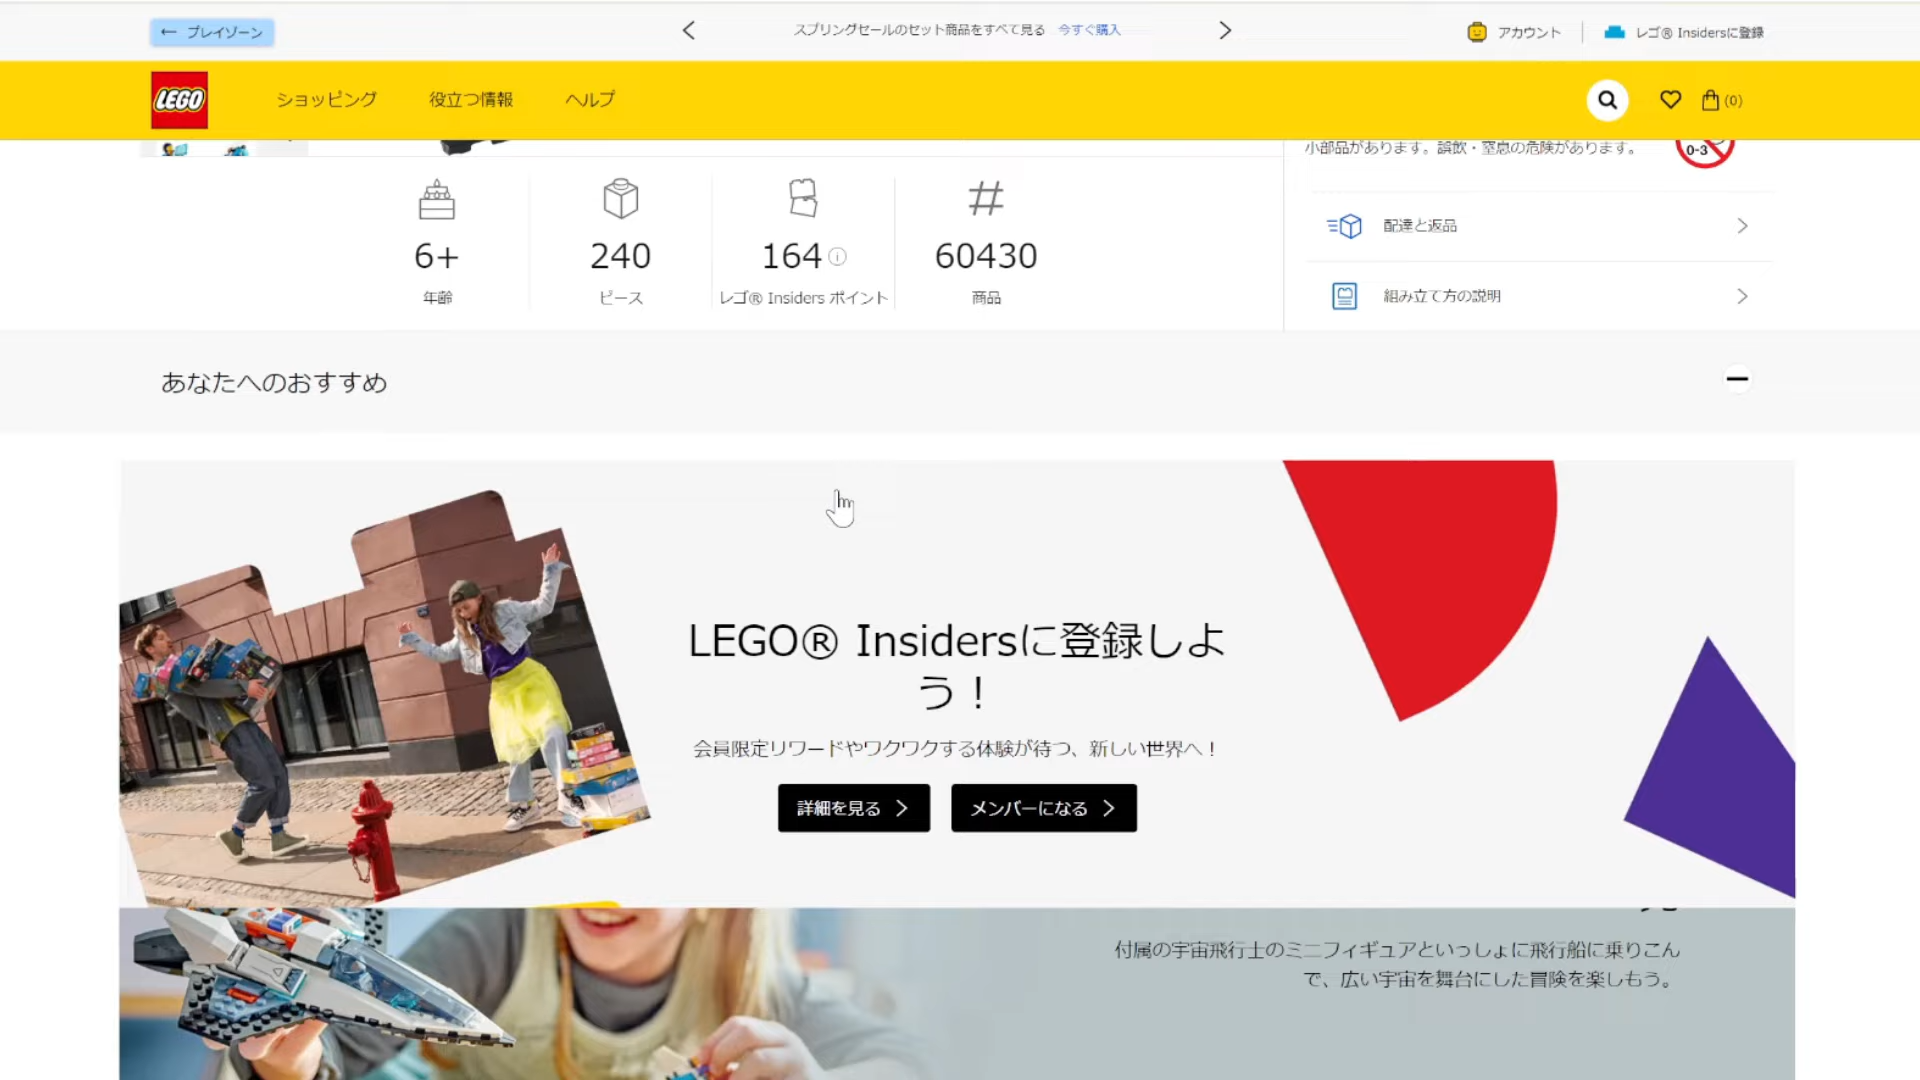 ← プレイゾーン
スプリングセールのセット商品をすべて見る 今すぐ購入
アカウント
レゴ® Insidersに登録
LEGO
ショッピング
役立つ情報
ヘルプ
(0)
小部品があります。誤飲・窒息の危険があります。
0-3
6+
年齢
240
ピース
164
レゴ® Insiders ポイント
#
60430
商品
配達と返品
組み立て方の説明
あなたへのおすすめ
LEGO® Insidersに登録しよ
う！
会員限定リワードやワクワクする体験が待つ、新しい世界へ！
詳細を見る
メンバーになる
付属の宇宙飛行士のミニフィギュアといっしょに飛行船に乗りこん
で、広い宇宙を舞台にした冒険を楽しもう。